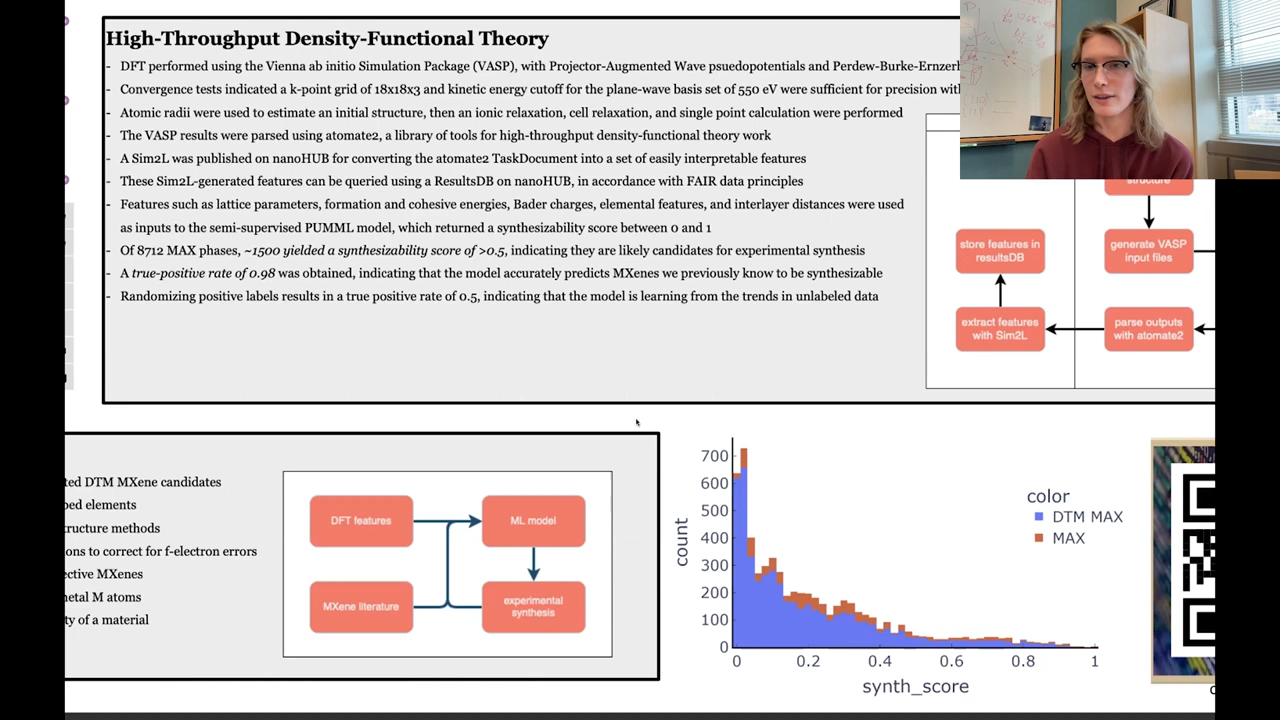 High-Throughput Density-Functional Theory
- DFT performed using the Vienna ab initio Simulation Package (VASP), with Projector-Augmented Wave psuedopotentials and Perdew-Burke-Ernzerh
- Convergence tests indicated a k-point grid of 18x18x3 and kinetic energy cutoff for the plane-wave basis set of 550 eV were sufficient for precision with
- Atomic radii were used to estimate an initial structure, then an ionic relaxation, cell relaxation, and single point calculation were performed
- The VASP results were parsed using atomate2, a library of tools for high-throughput density-functional theory work
- A Sim2L was published on nanoHUB for converting the atomate2 TaskDocument into a set of easily interpretable features
- These Sim2L-generated features can be queried using a ResultsDB on nanoHUB, in accordance with FAIR data principles
- Features such as lattice parameters, formation and cohesive energies, Bader charges, elemental features, and interlayer distances were used
as inputs to the semi-supervised PUMML model, which returned a synthesizability score between 0 and 1
- Of 8712 MAX phases, ~1500 yielded a synthesizability score of >0.5, indicating they are likely candidates for experimental synthesis
- A true-positive rate of 0.98 was obtained, indicating that the model accurately predicts MXenes we previously know to be synthesizable
- Randomizing positive labels results in a true positive rate of 0.5, indicating that the model is learning from the trends in unlabeled data
structure
store features in
resultsDB
generate VASP
input files
extract features
with Sim2L
parse outputs
with atomate2
ted DTM MXene candidates
ped elements
tructure methods
ions to correct for f-electron errors
ective MXenes
metal M atoms
ty of a material
DFT features
ML model
MXene literature
experimental
synthesis
700
600
500
400
300
200
100
0
count
0 0.2 0.4 0.6 0.8 1
synth_score
color
DTM MAX
MAX